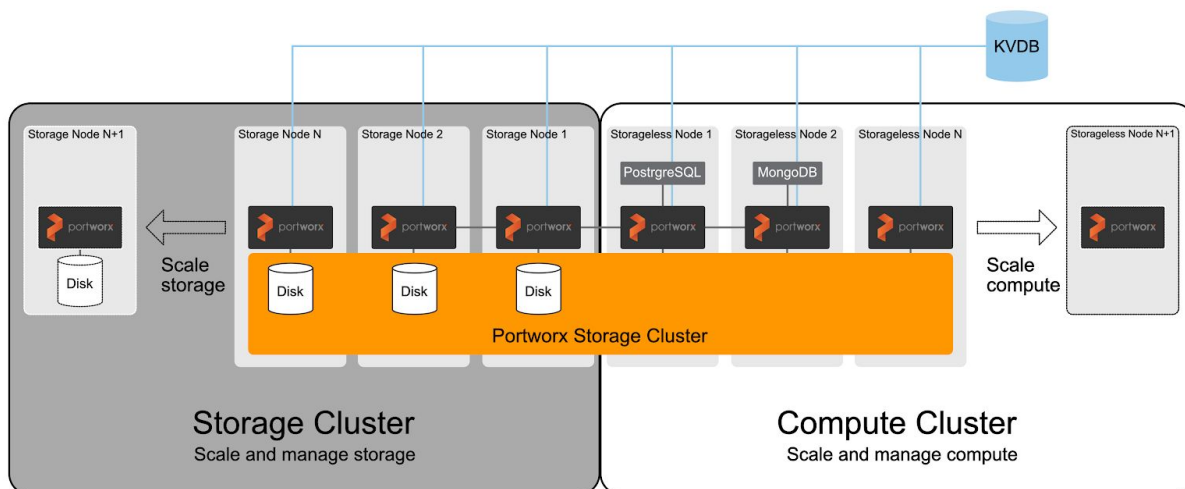 KVDB
Storage Node N+1
Storage Node N
Storage Node 2
Storage Node 1
Storageless Node 1
Storageless Node 2
Storageless Node N
Storageless Node N+1
PostrgreSQL
MongoDB
portworx
portworx
portworx
portworx
portworx
portworx
portworx
portworx
Scale
storage
Scale
compute
Disk
Disk
Disk
Disk
Portworx Storage Cluster
Storage Cluster
Scale and manage storage
Compute Cluster
Scale and manage compute